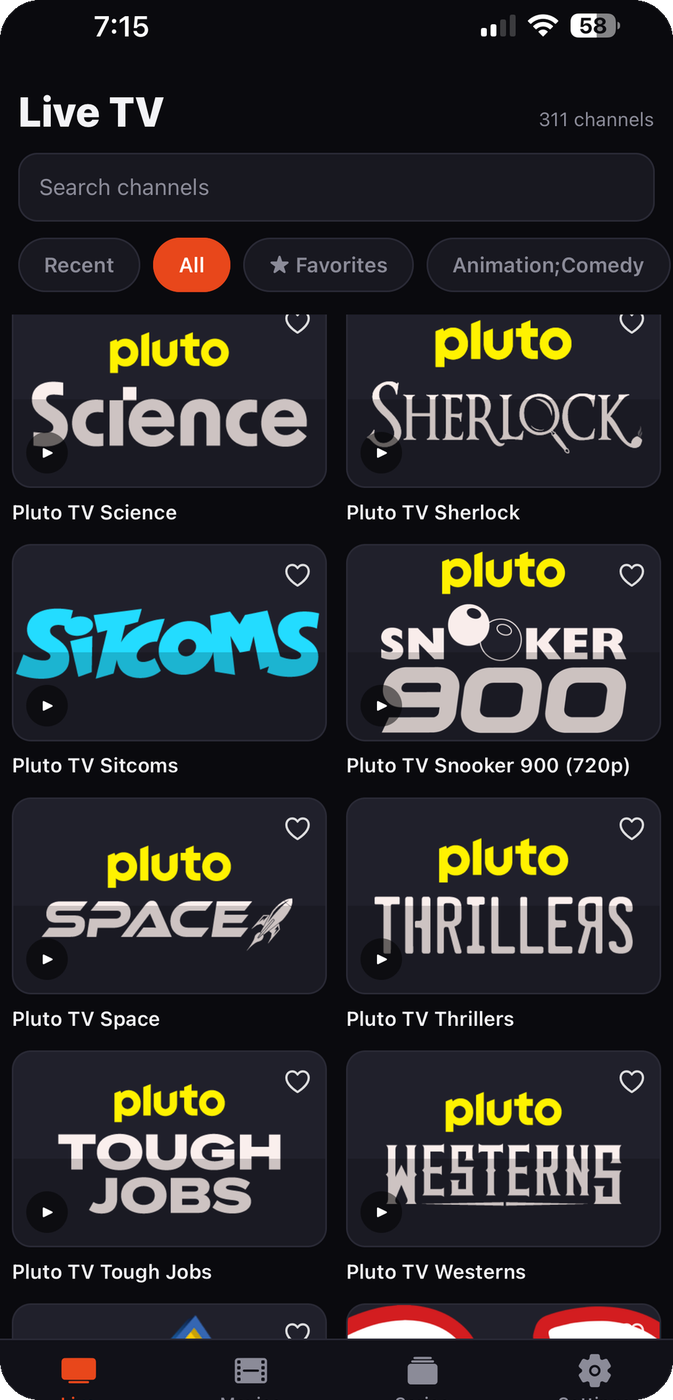 7:15
58
Live TV
311 channels
Search channels
Recent
All
Favorites
Animation;Comedy
pluto
Science
pluto
SHERLOCK
Pluto TV Science
Pluto TV Sherlock
SiTCOMS
pluto
SNOOKER
900
Pluto TV Sitcoms
Pluto TV Snooker 900 (720p)
pluto
SPACE
pluto
THRILLEЯS
Pluto TV Space
Pluto TV Thrillers
pluto
TOUGH
JOBS
pluto
WESTERNS
Pluto TV Tough Jobs
Pluto TV Westerns